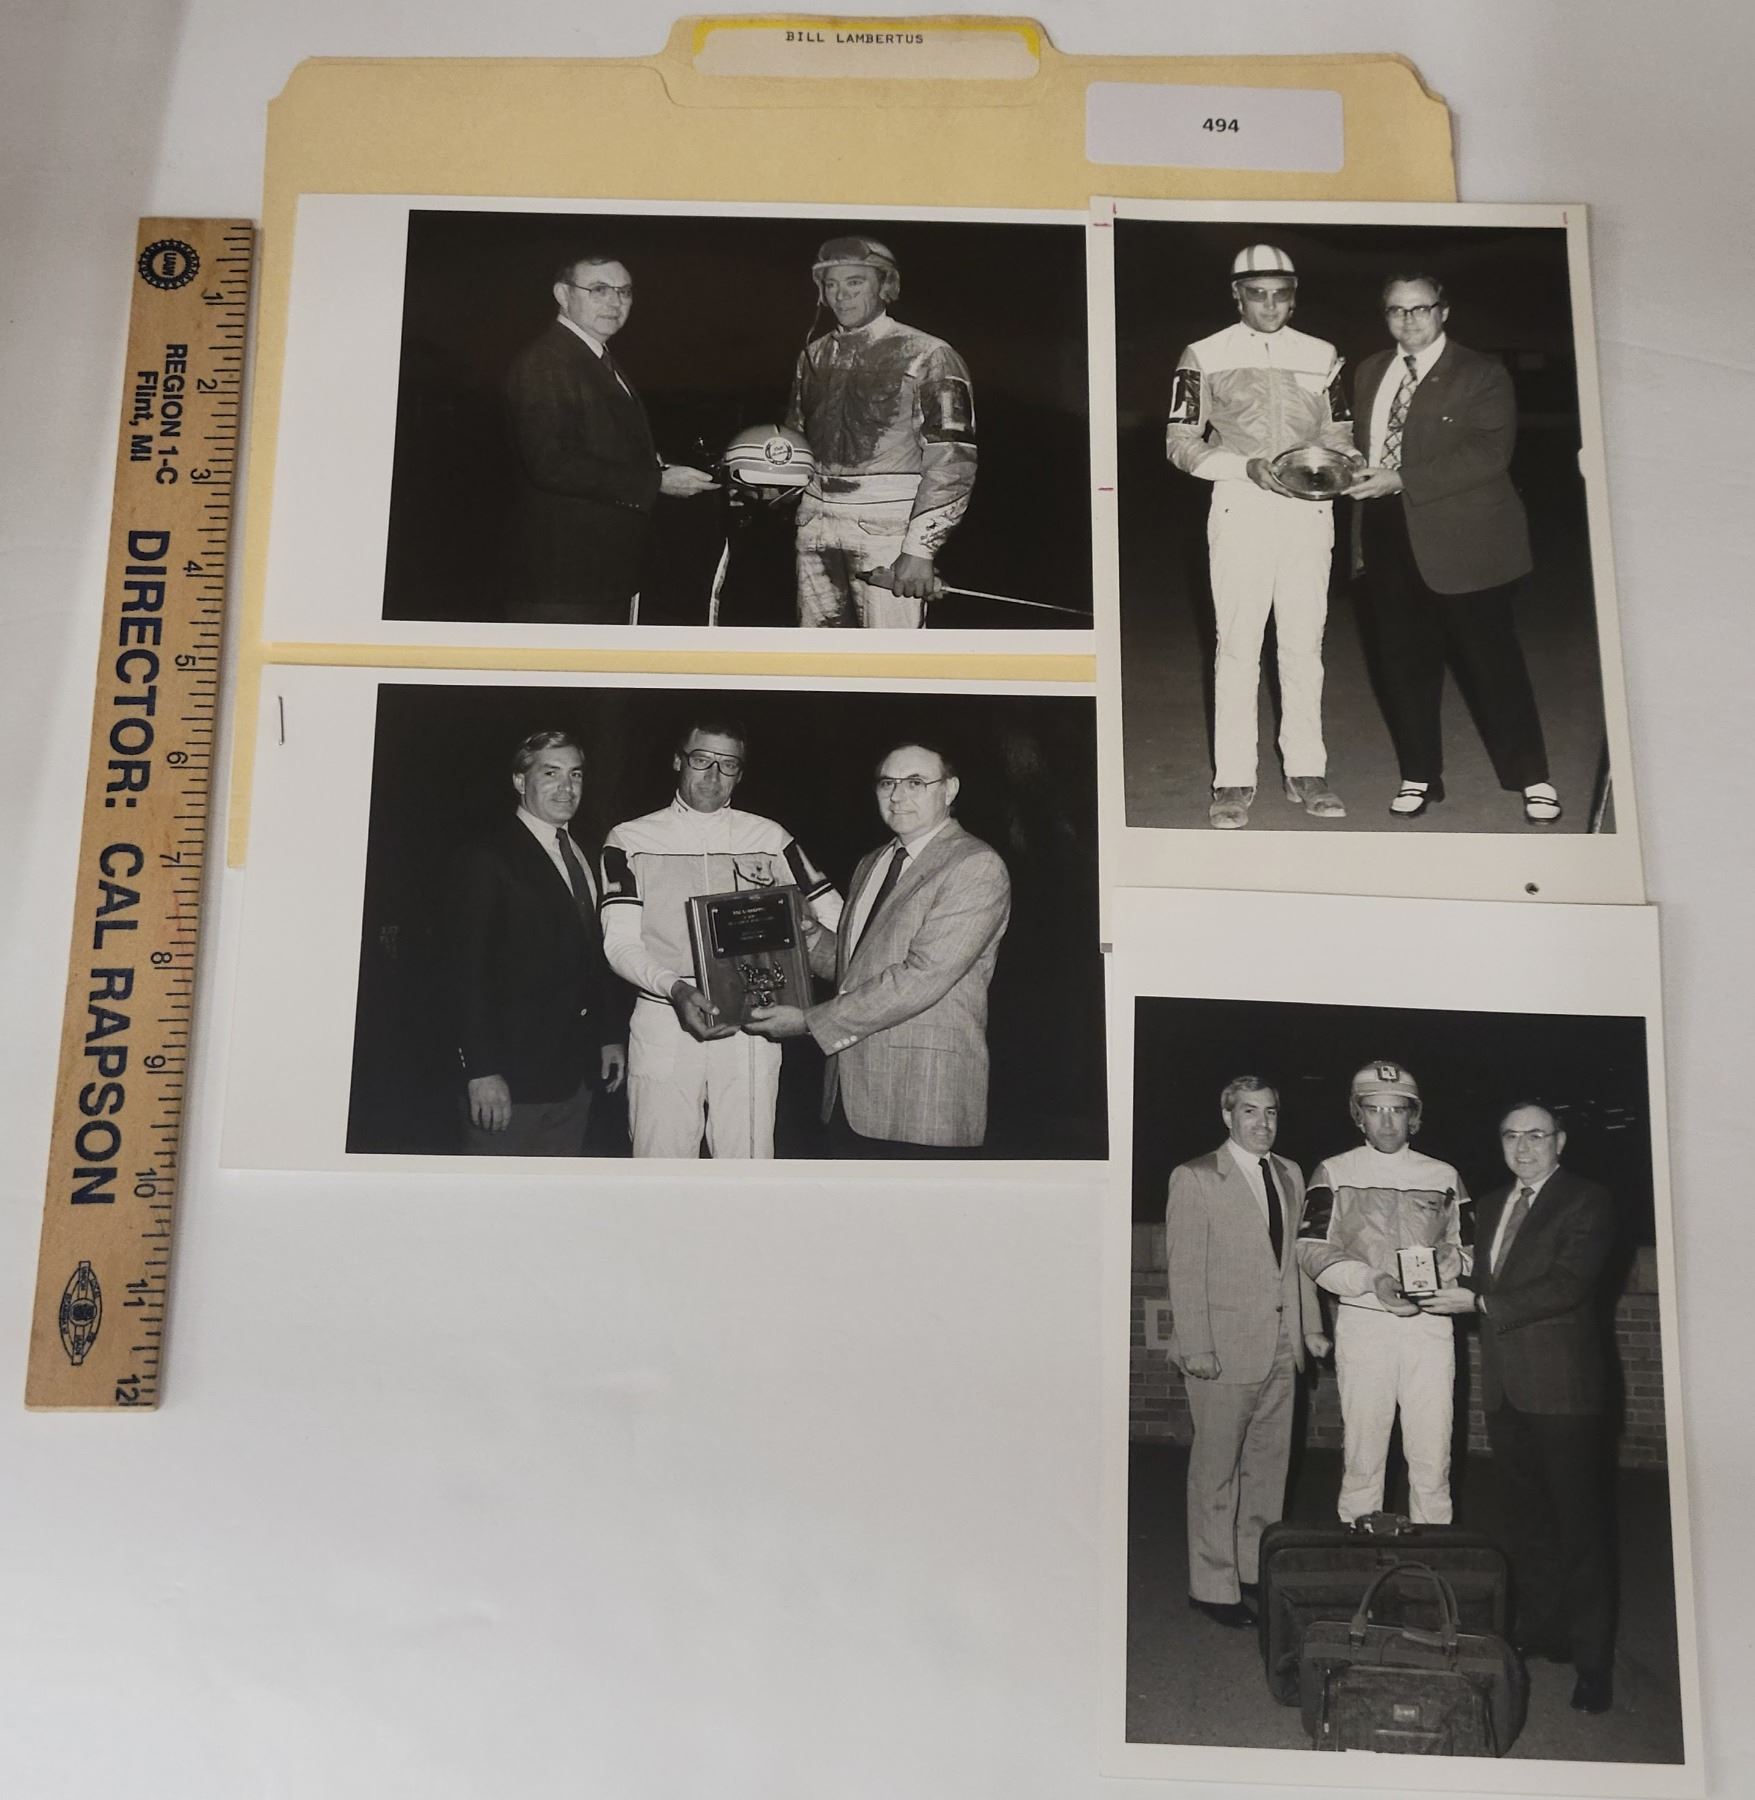 BILL LAMBERTUS
494
UAW
REGION 1-C
Flint, MI
DIRECTOR: CAL RAPSON
1
2
3
4
5
6
7
8
9
10
11
12
L
L